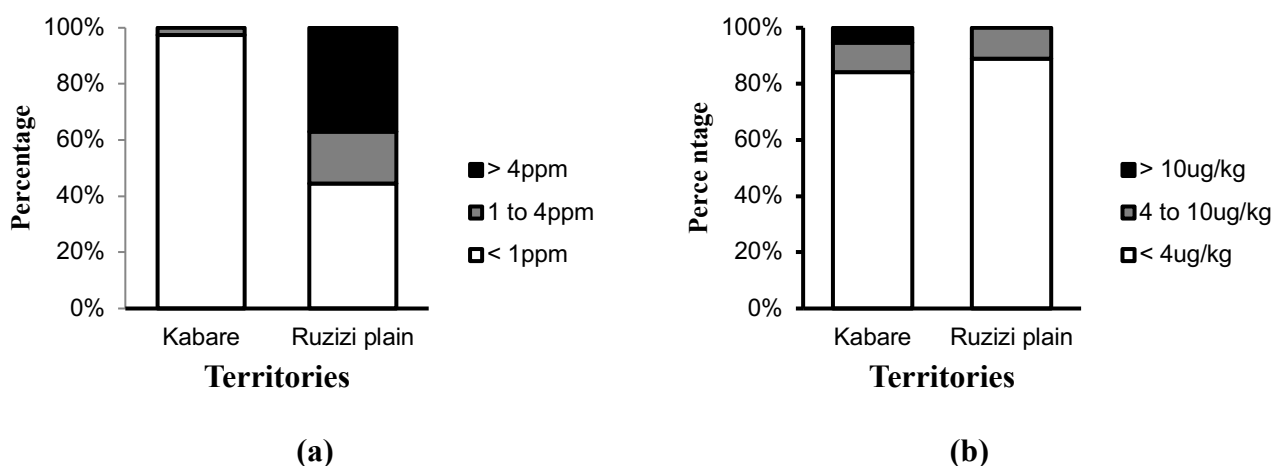 100%
80%
60%
40%
20%
0%
Percentage
Kabare
Ruzizi plain
Territories
> 4ppm
1 to 4ppm
< 1ppm
(a)
100%
80%
60%
40%
20%
0%
Perce ntage
Kabare
Ruzizi plain
Territories
> 10ug/kg
4 to 10ug/kg
< 4ug/kg
(b)